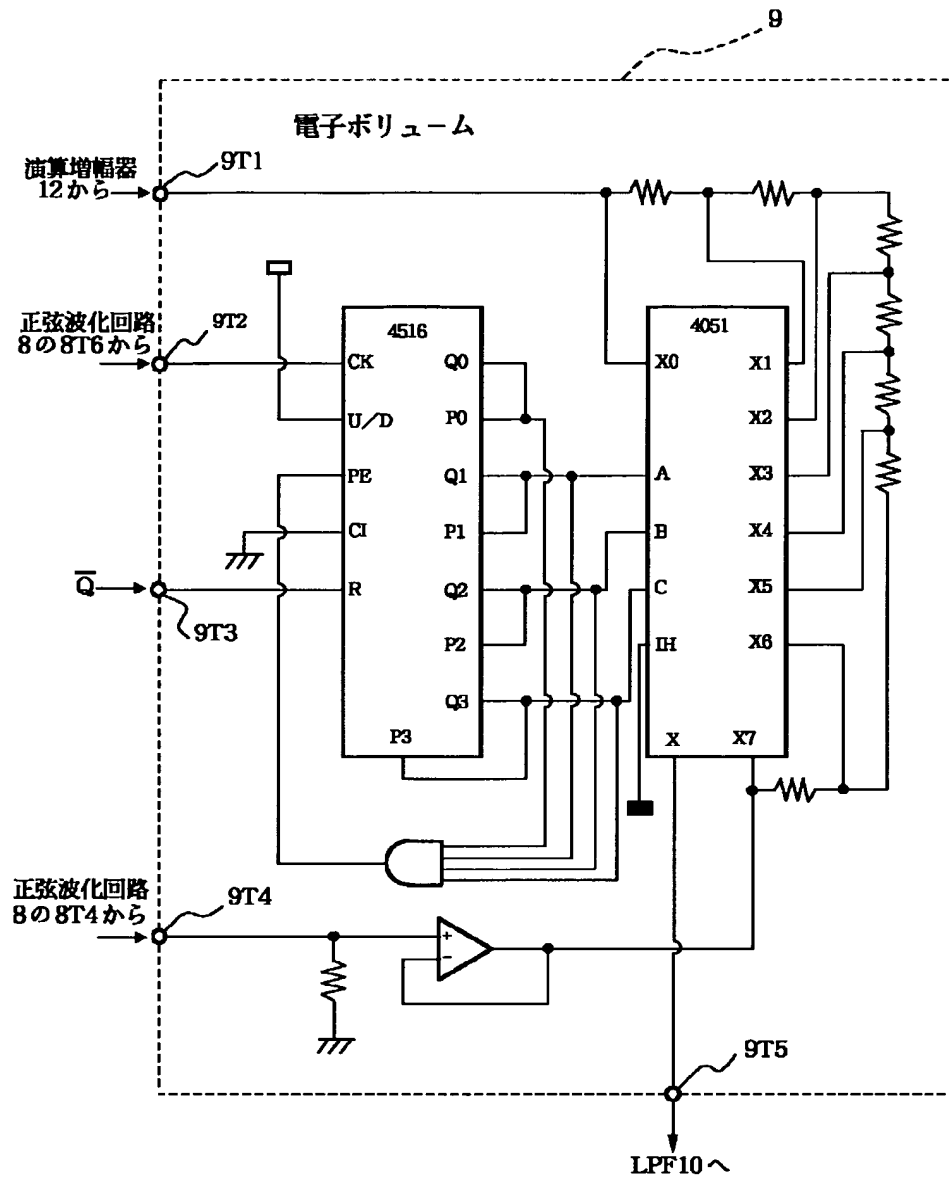 9
電子ボリューム
演算増幅器
12から
9T1
正弦波化回路
8の8T6から
9T2
4516
CK
U/D
PE
CI
R
Q0
P0
Q1
P1
Q2
P2
Q3
P3
4051
X0
A
B
C
IH
X
X1
X2
X3
X4
X5
X6
X7
Q
9T3
正弦波化回路
8の8T4から
9T4
+
−
9T5
LPF10へ